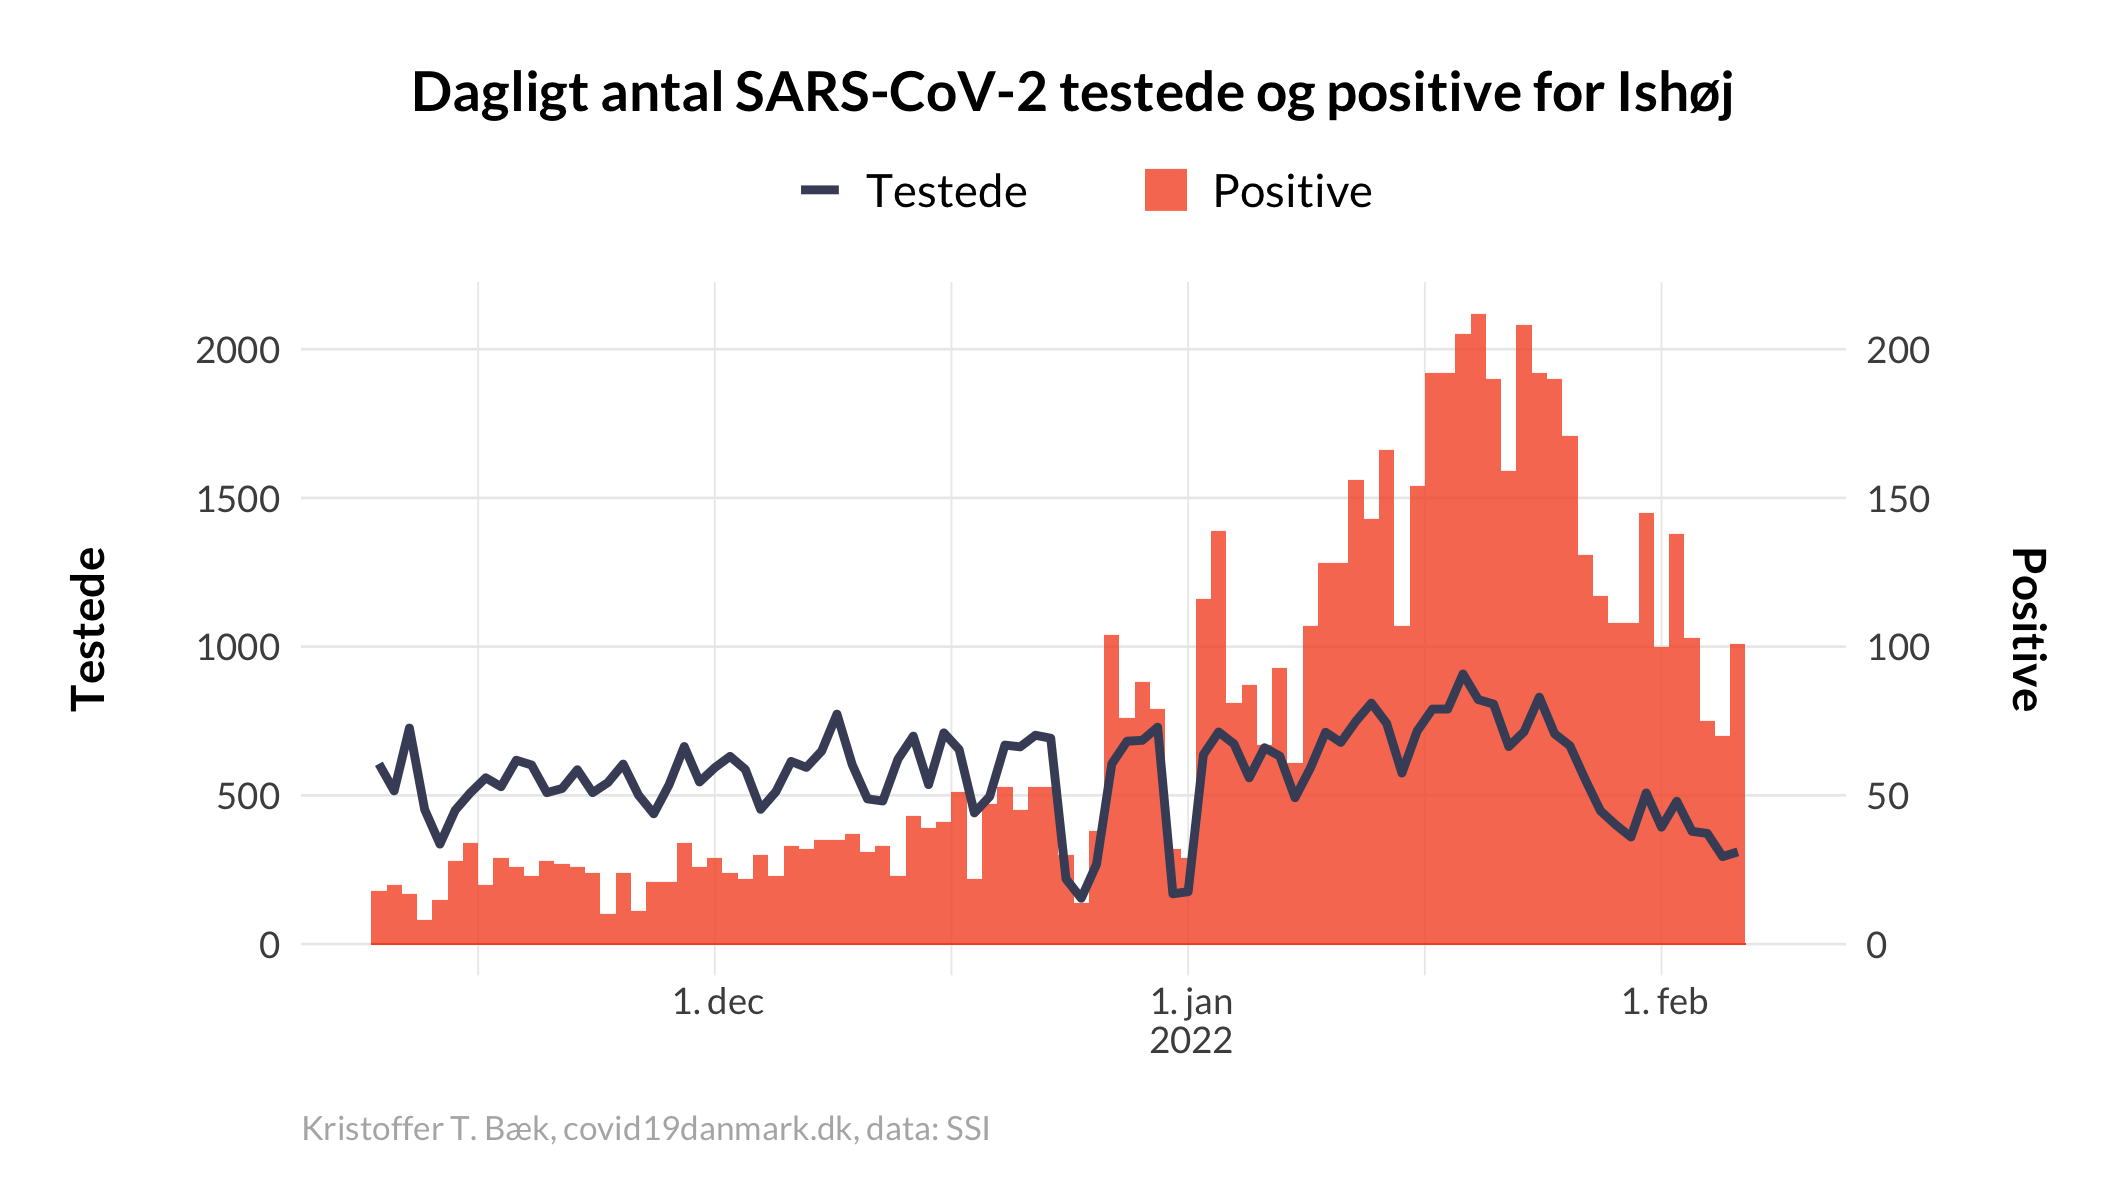 Dagligt antal SARS-CoV-2 testede og positive for Ishøj
Testede
Positive
2000
1500
1000
500
0
Testede
200
150
100
50
0
Positive
1. dec
1. jan
2022
1. feb
Kristoffer T. Bæk, covid19danmark.dk, data: SSI